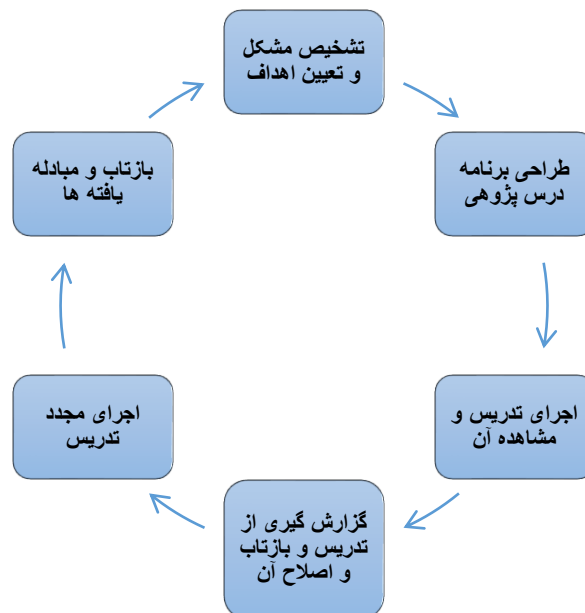 تشخیص مشکل
و تعیین اهداف
طراحی برنامه
درس پژوهی
اجرای تدریس و
مشاهده آن
گزارش گیری از
تدریس و بازتاب
و اصلاح آن
اجرای مجدد
تدریس
بازتاب و مبادله
یافته ها